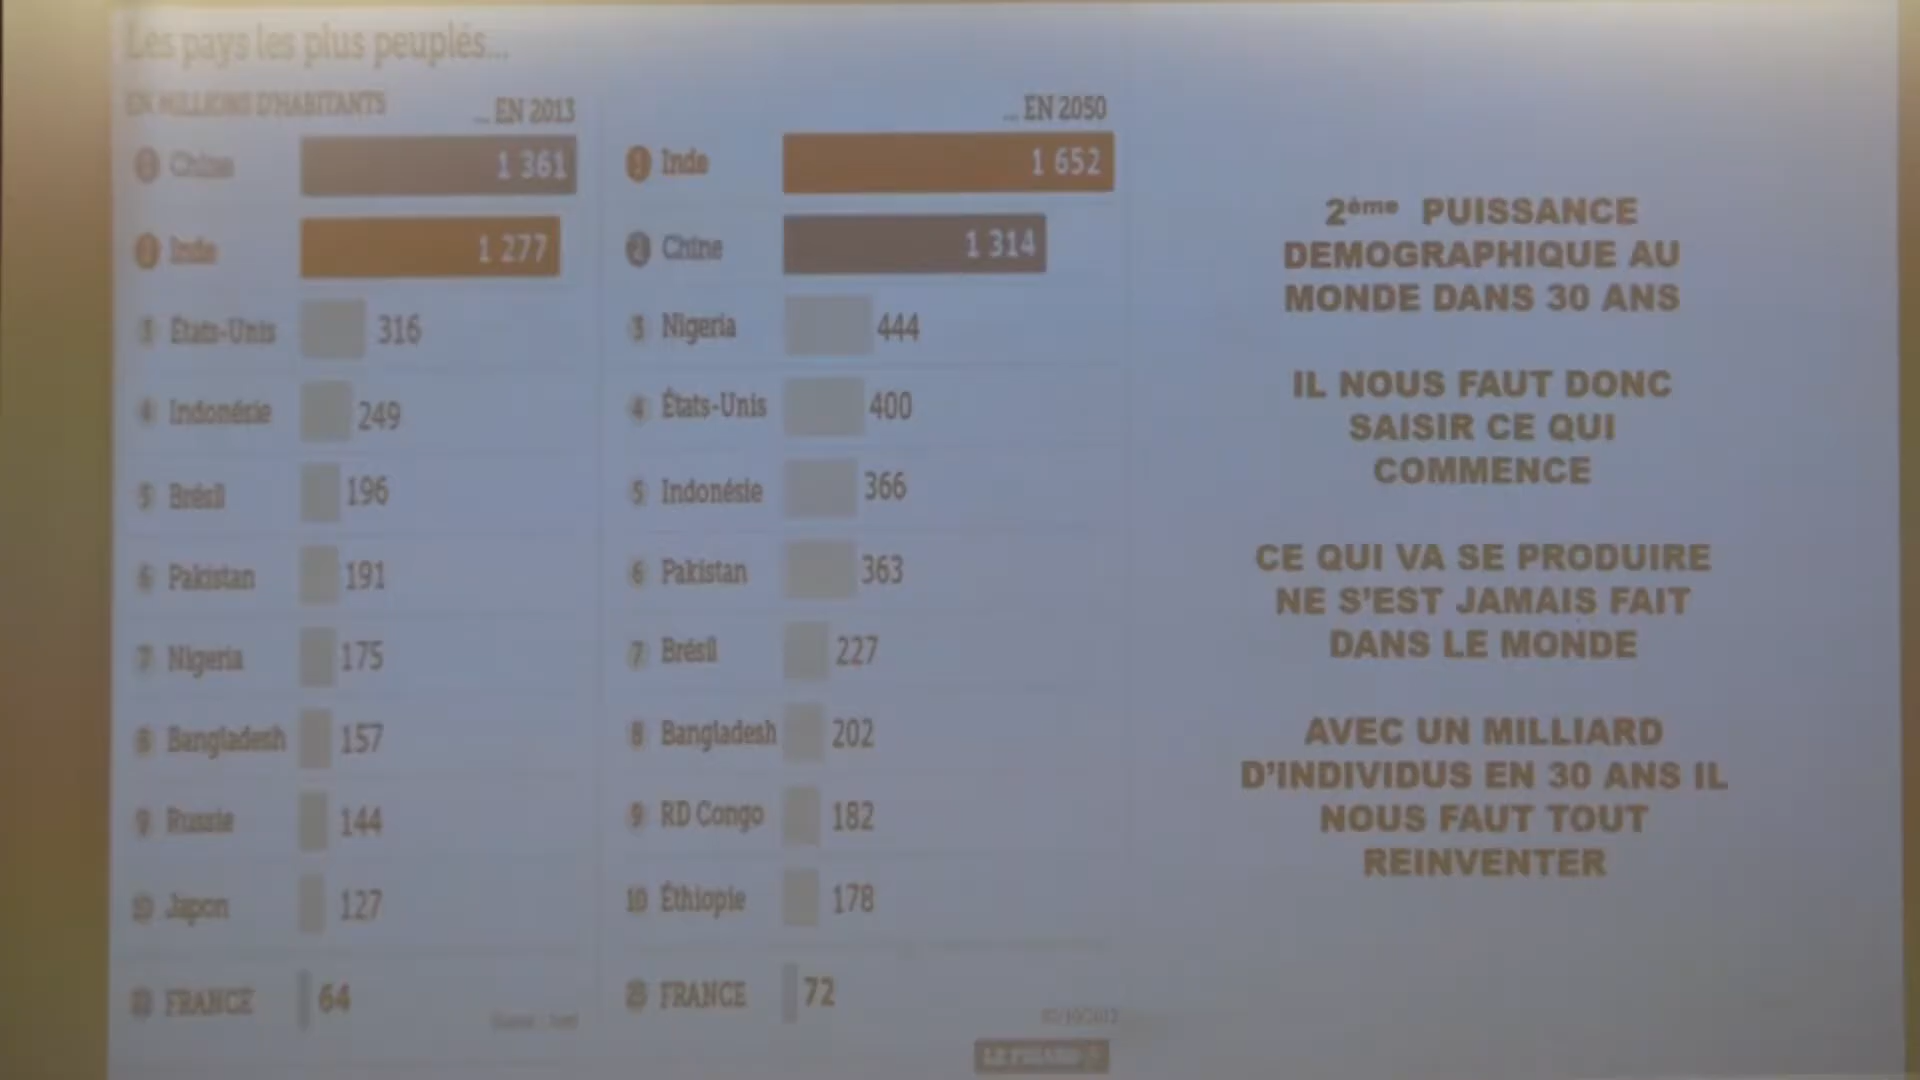 Les pays les plus peuplés...
EN MILLIONS D'HABITANTS
... EN 2013
Chine 1 361
Inde 1 277
3 États-Unis 316
4 Indonésie 249
5 Brésil 196
6 Pakistan 191
7 Nigeria 175
8 Bangladesh 157
9 Russie 144
10 Japon 127
FRANCE 64
... EN 2050
1 Inde 1 652
2 Chine 1 314
3 Nigeria 444
4 États-Unis 400
5 Indonésie 366
6 Pakistan 363
7 Brésil 227
8 Bangladesh 202
9 RD Congo 182
10 Éthiopie 178
FRANCE 72
LE FIGARO
2ème PUISSANCE
DEMOGRAPHIQUE AU
MONDE DANS 30 ANS
IL NOUS FAUT DONC
SAISIR CE QUI
COMMENCE
CE QUI VA SE PRODUIRE
NE S'EST JAMAIS FAIT
DANS LE MONDE
AVEC UN MILLIARD
D'INDIVIDUS EN 30 ANS IL
NOUS FAUT TOUT
REINVENTER